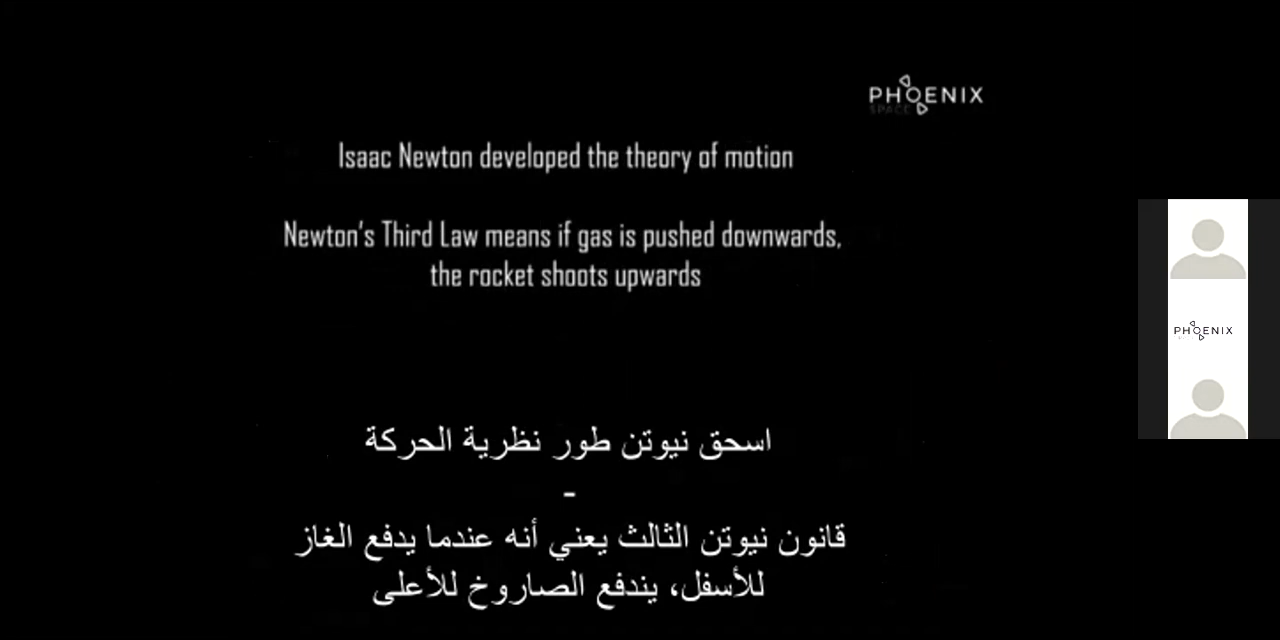 PHOENIX
SPACE
Isaac Newton developed the theory of motion
Newton's Third Law means if gas is pushed downwards,
the rocket shoots upwards
اسحق نيوتن طور نظرية الحركة
-
قانون نيوتن الثالث يعني أنه عندما يدفع الغاز
للأسفل، يندفع الصاروخ للأعلى
PHOENIX